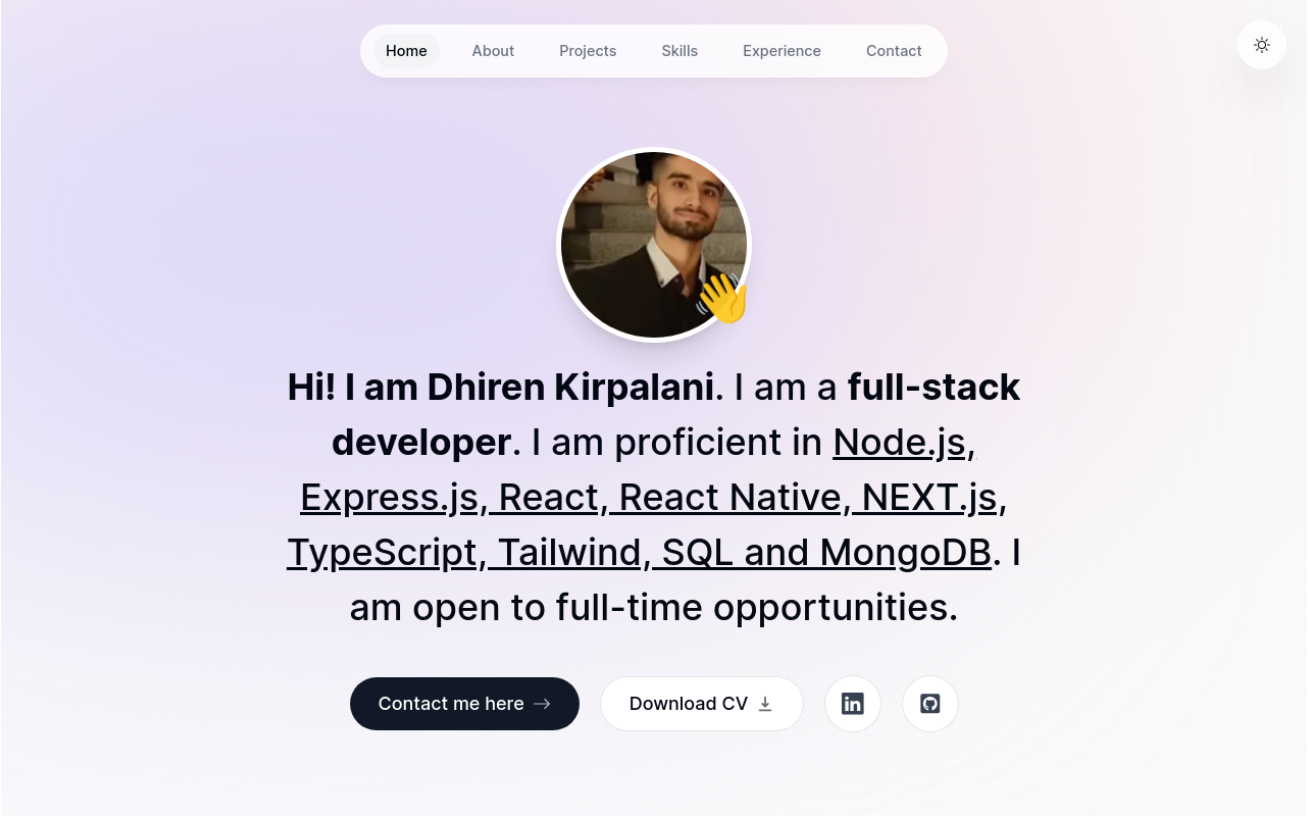 Home About Projects Skills Experience Contact
Hi! I am Dhiren Kirpalani. I am a full-stack
developer. I am proficient in Node.js,
Express.js, React, React Native, NEXT.js,
TypeScript, Tailwind, SQL and MongoDB. I
am open to full-time opportunities.
Contact me here → Download CV in